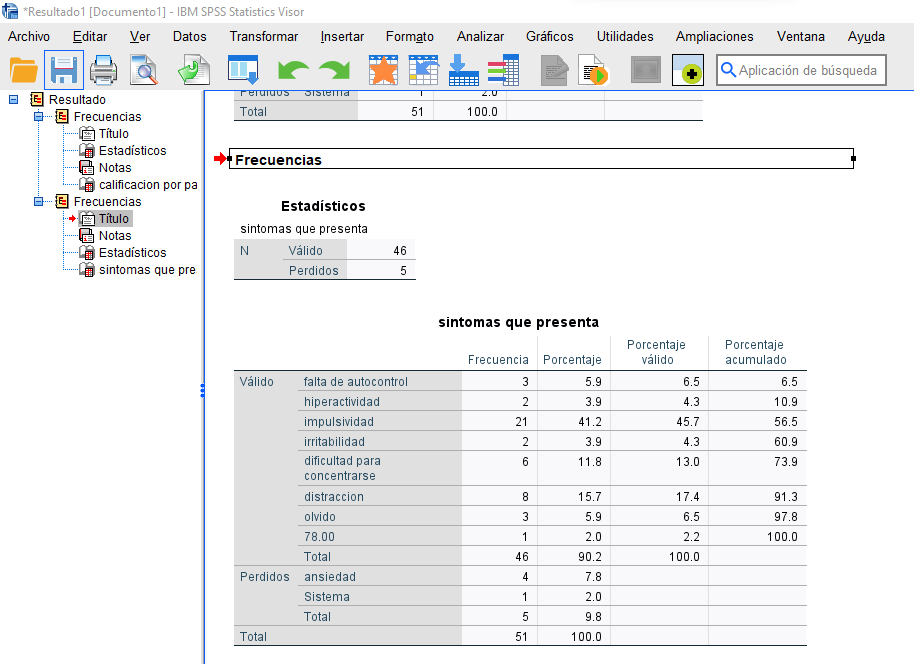 *Resultado1 [Documento1] - IBM SPSS Statistics Visor
Archivo Editar Ver Datos Transformar Insertar Formato Analizar Gráficos Utilidades Ampliaciones Ventana Ayuda
Aplicación de búsqueda
Resultado
Frecuencias
Título
Estadísticos
Notas
calificacion por pa
Frecuencias
Título
Notas
Estadísticos
sintomas que pre
Perdidos Sistema 1 2.0
Total 51 100.0
Frecuencias
Estadísticos
sintomas que presenta
N Válido 46
Perdidos 5
sintomas que presenta
Frecuencia Porcentaje Porcentaje válido Porcentaje acumulado
Válido falta de autocontrol 3 5.9 6.5 6.5
hiperactividad 2 3.9 4.3 10.9
impulsividad 21 41.2 45.7 56.5
irritabilidad 2 3.9 4.3 60.9
dificultad para concentrarse 6 11.8 13.0 73.9
distraccion 8 15.7 17.4 91.3
olvido 3 5.9 6.5 97.8
78.00 1 2.0 2.2 100.0
Total 46 90.2 100.0
Perdidos ansiedad 4 7.8
Sistema 1 2.0
Total 5 9.8
Total 51 100.0